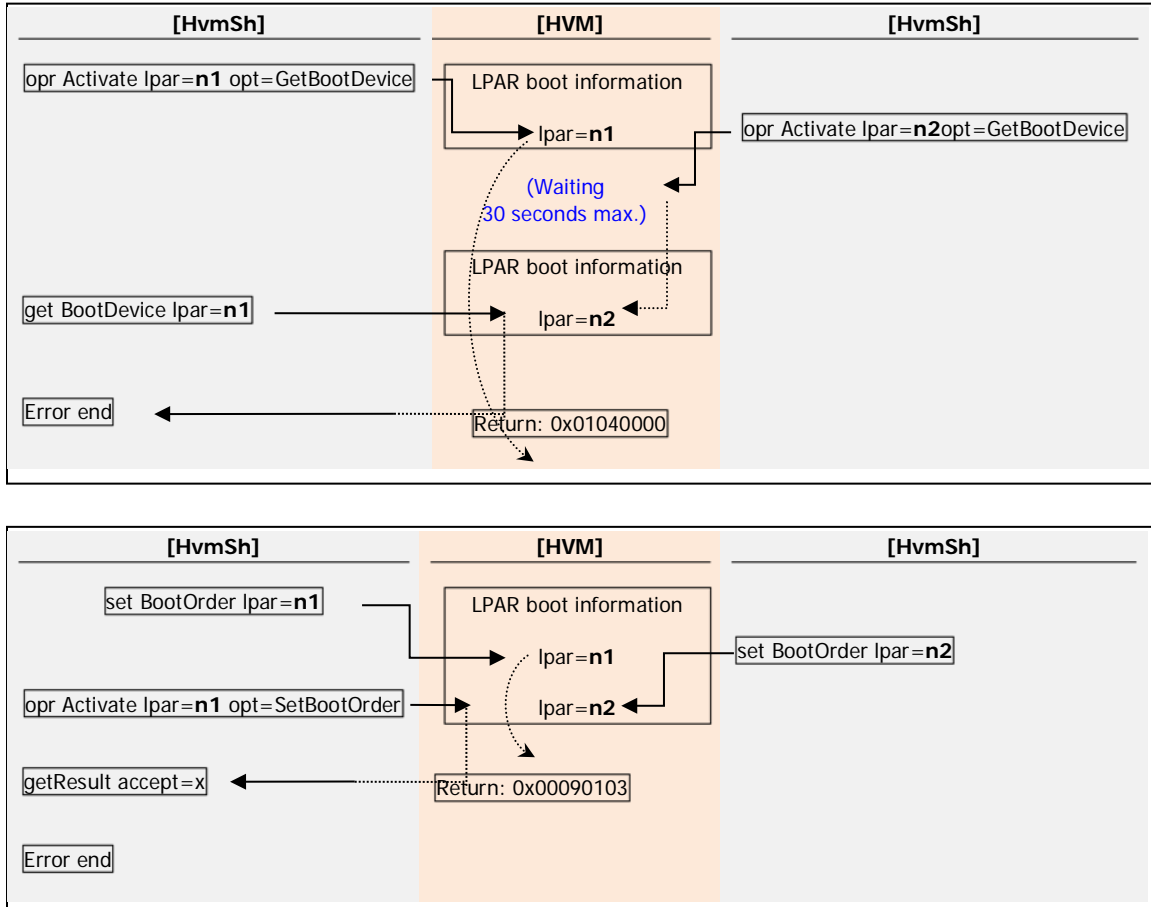 [HvmSh] [HVM] [HvmSh]
opr Activate lpar=n1 opt=GetBootDevice
LPAR boot information
lpar=n1
opr Activate lpar=n2opt=GetBootDevice
(Waiting
30 seconds max.)
LPAR boot information
get BootDevice lpar=n1
lpar=n2
Error end
Return: 0x01040000
[HvmSh] [HVM] [HvmSh]
set BootOrder lpar=n1
LPAR boot information
lpar=n1
set BootOrder lpar=n2
opr Activate lpar=n1 opt=SetBootOrder
lpar=n2
getResult accept=x
Return: 0x00090103
Error end